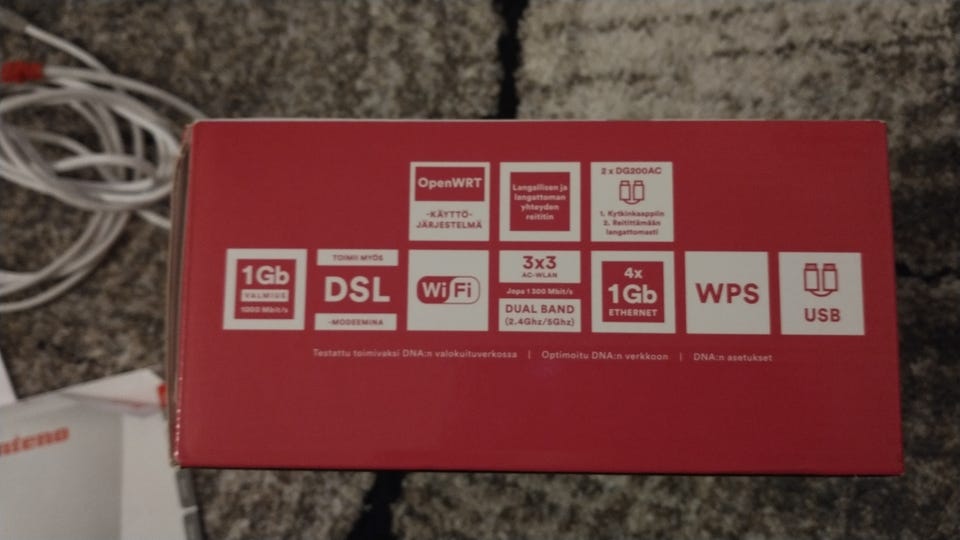 OpenWRT
-KÄYTTÖ-
JÄRJESTELMÄ
Langallisen ja
langattoman
yhteyden
reititin
2 x DG200AC
1. Kytkinkaappiin
2. Reitittämään
langattomasti
1Gb
VALMIUS
1000 Mbit/s
TOIMII MYÖS
DSL
-MODEEMINA
WiFi
3x3
AC-WLAN
Jopa 1 300 Mbit/s
DUAL BAND
(2.4Ghz/5Ghz)
4x
1Gb
ETHERNET
WPS
USB
Testattu toimivaksi DNA:n valokuituverkossa | Optimoitu DNA:n verkkoon | DNA:n asetukset